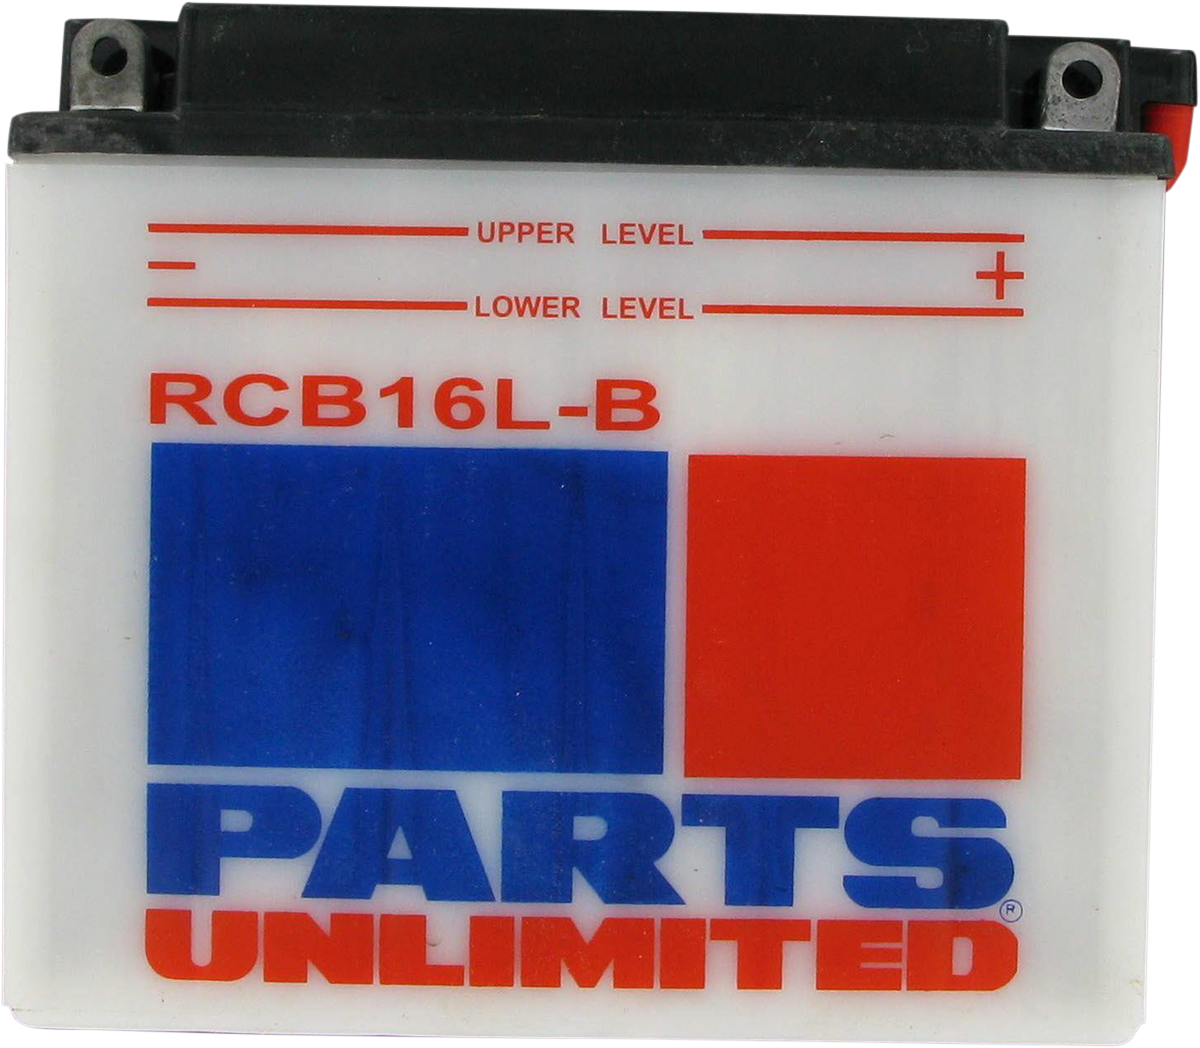 UPPER LEVEL
− +
LOWER LEVEL
RCB16L-B
PARTS
UNLIMITED®